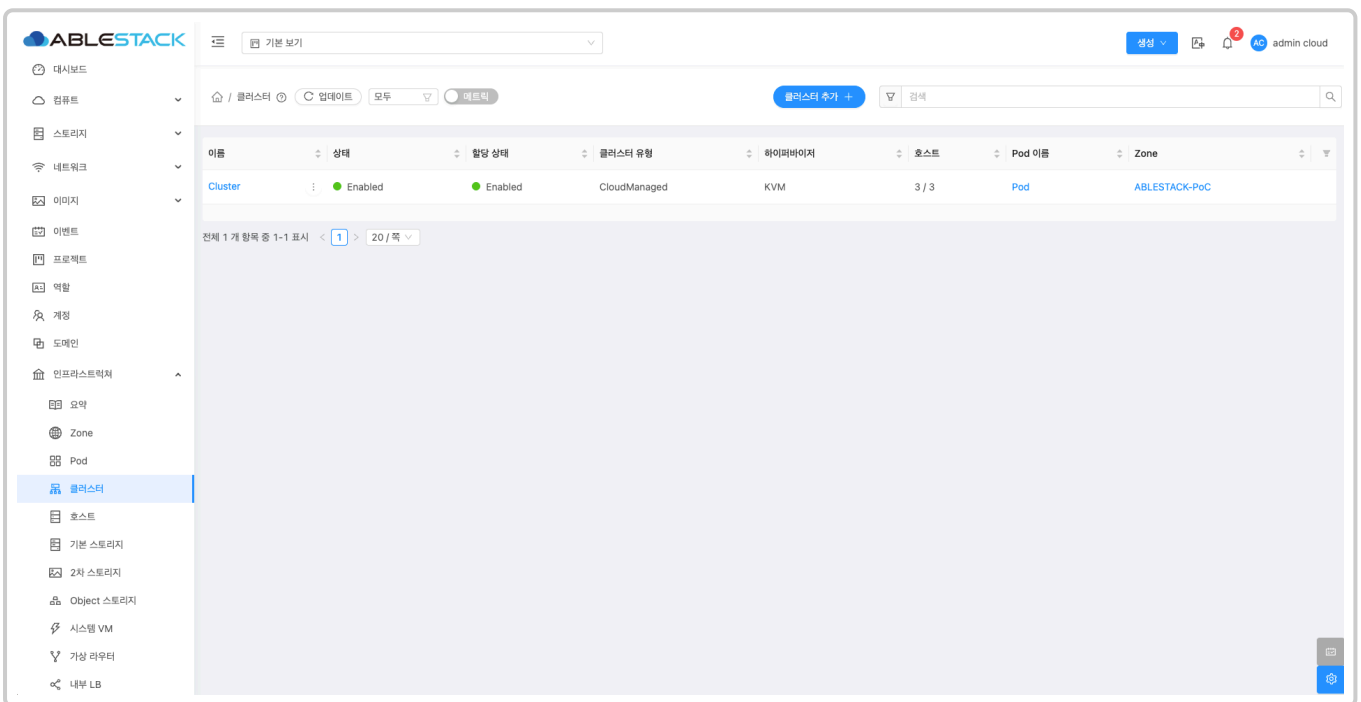 ABLESTACK
기본 보기
생성
2
AC admin cloud
대시보드
컴퓨트
스토리지
네트워크
이미지
이벤트
프로젝트
역할
계정
도메인
인프라스트럭쳐
요약
Zone
Pod
클러스터
호스트
기본 스토리지
2차 스토리지
Object 스토리지
시스템 VM
가상 라우터
내부 LB
/ 클러스터 업데이트 모두 메트릭 클러스터 추가 + 검색
이름 상태 할당 상태 클러스터 유형 하이퍼바이저 호스트 Pod 이름 Zone
Cluster Enabled Enabled CloudManaged KVM 3 / 3 Pod ABLESTACK-PoC
전체 1 개 항목 중 1-1 표시 < 1 > 20 / 쪽